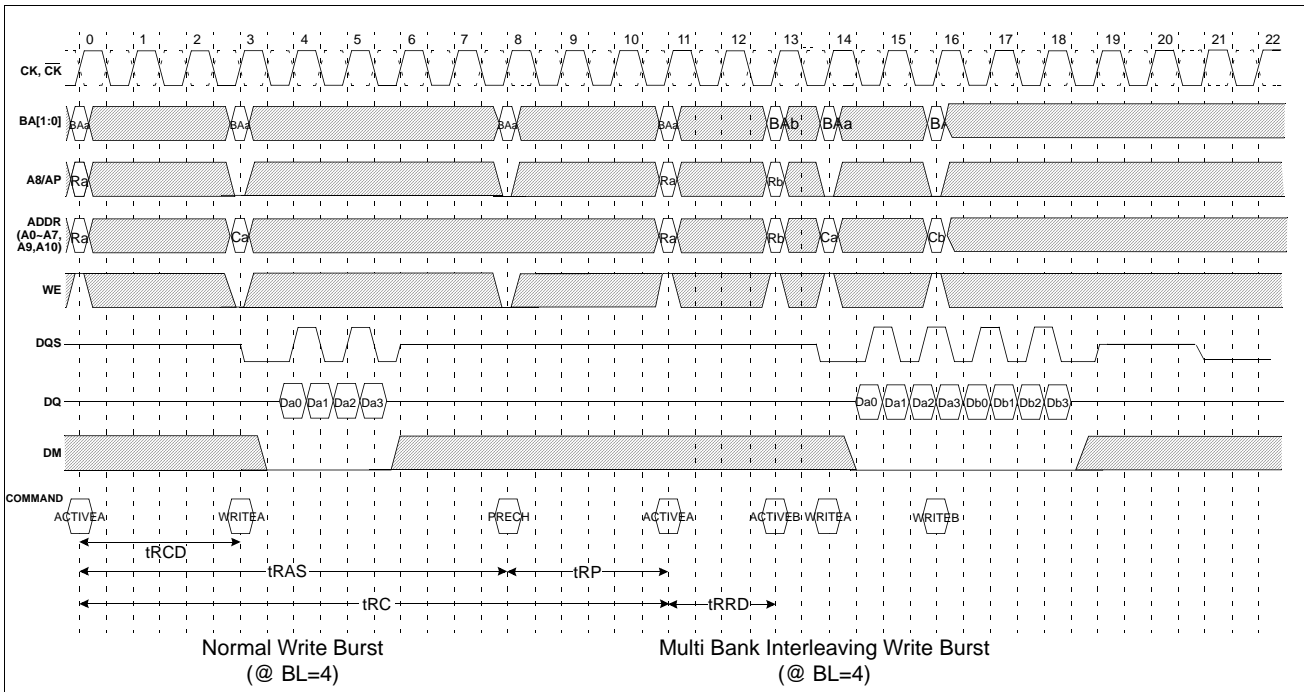 0 1 2 3 4 5 6 7 8 9 10 11 12 13 14 15 16 17 18 19 20 21 22
CK, CK
BA[1:0] BAa BAa BAa BAa BAb BAa BA
A8/AP Ra Ra Rb
ADDR
(A0~A7,
A9,A10)
Ra Ca Ra Rb Ca Cb
WE
DQS
DQ Da0 Da1 Da2 Da3 Da0 Da1 Da2 Da3 Db0 Db1 Db2 Db3
DM
COMMAND
ACTIVEA WRITEA PRECH ACTIVEA ACTIVEB WRITEA WRITEB
tRCD
tRAS tRP
tRC tRRD
Normal Write Burst
(@ BL=4)
Multi Bank Interleaving Write Burst
(@ BL=4)